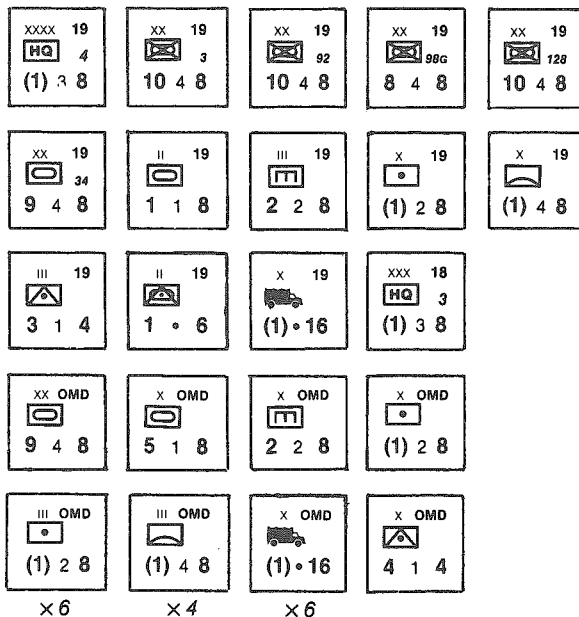 XXXX 19 XX 19 XX 19 XX 19 XX 19
HQ 4 3 92 98G 128
(1) 3 8 10 4 8 10 4 8 8 4 8 10 4 8
XX 19 II 19 III 19 X 19 X 19
34
9 4 8 1 1 8 2 2 8 (1) 2 8 (1) 4 8
III 19 II 19 X 19 XXX 18
HQ 3
3 1 4 1 • 6 (1) • 16 (1) 3 8
XX OMD X OMD X OMD X OMD
9 4 8 5 1 8 2 2 8 (1) 2 8
III OMD III OMD X OMD X OMD
(1) 2 8 (1) 4 8 (1) • 16 4 1 4
×6 ×4 ×6